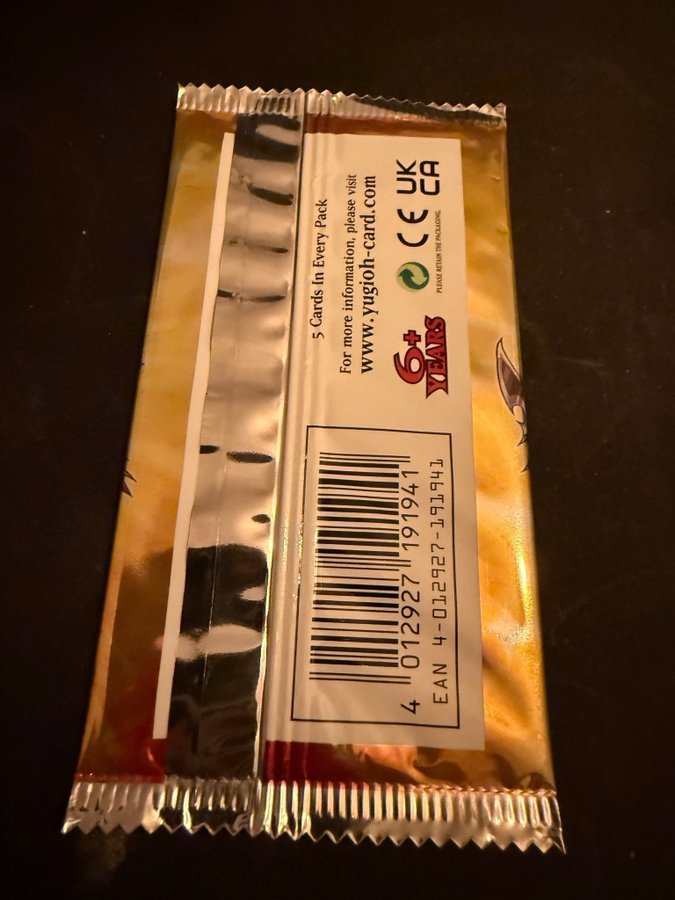 5 Cards In Every Pack
For more information, please visit
www.yugioh-card.com
6+
YEARS
PLEASE RETAIN THE PACKAGING
CE
UK
CA
4 012927 191941
EAN 4-012927-191941